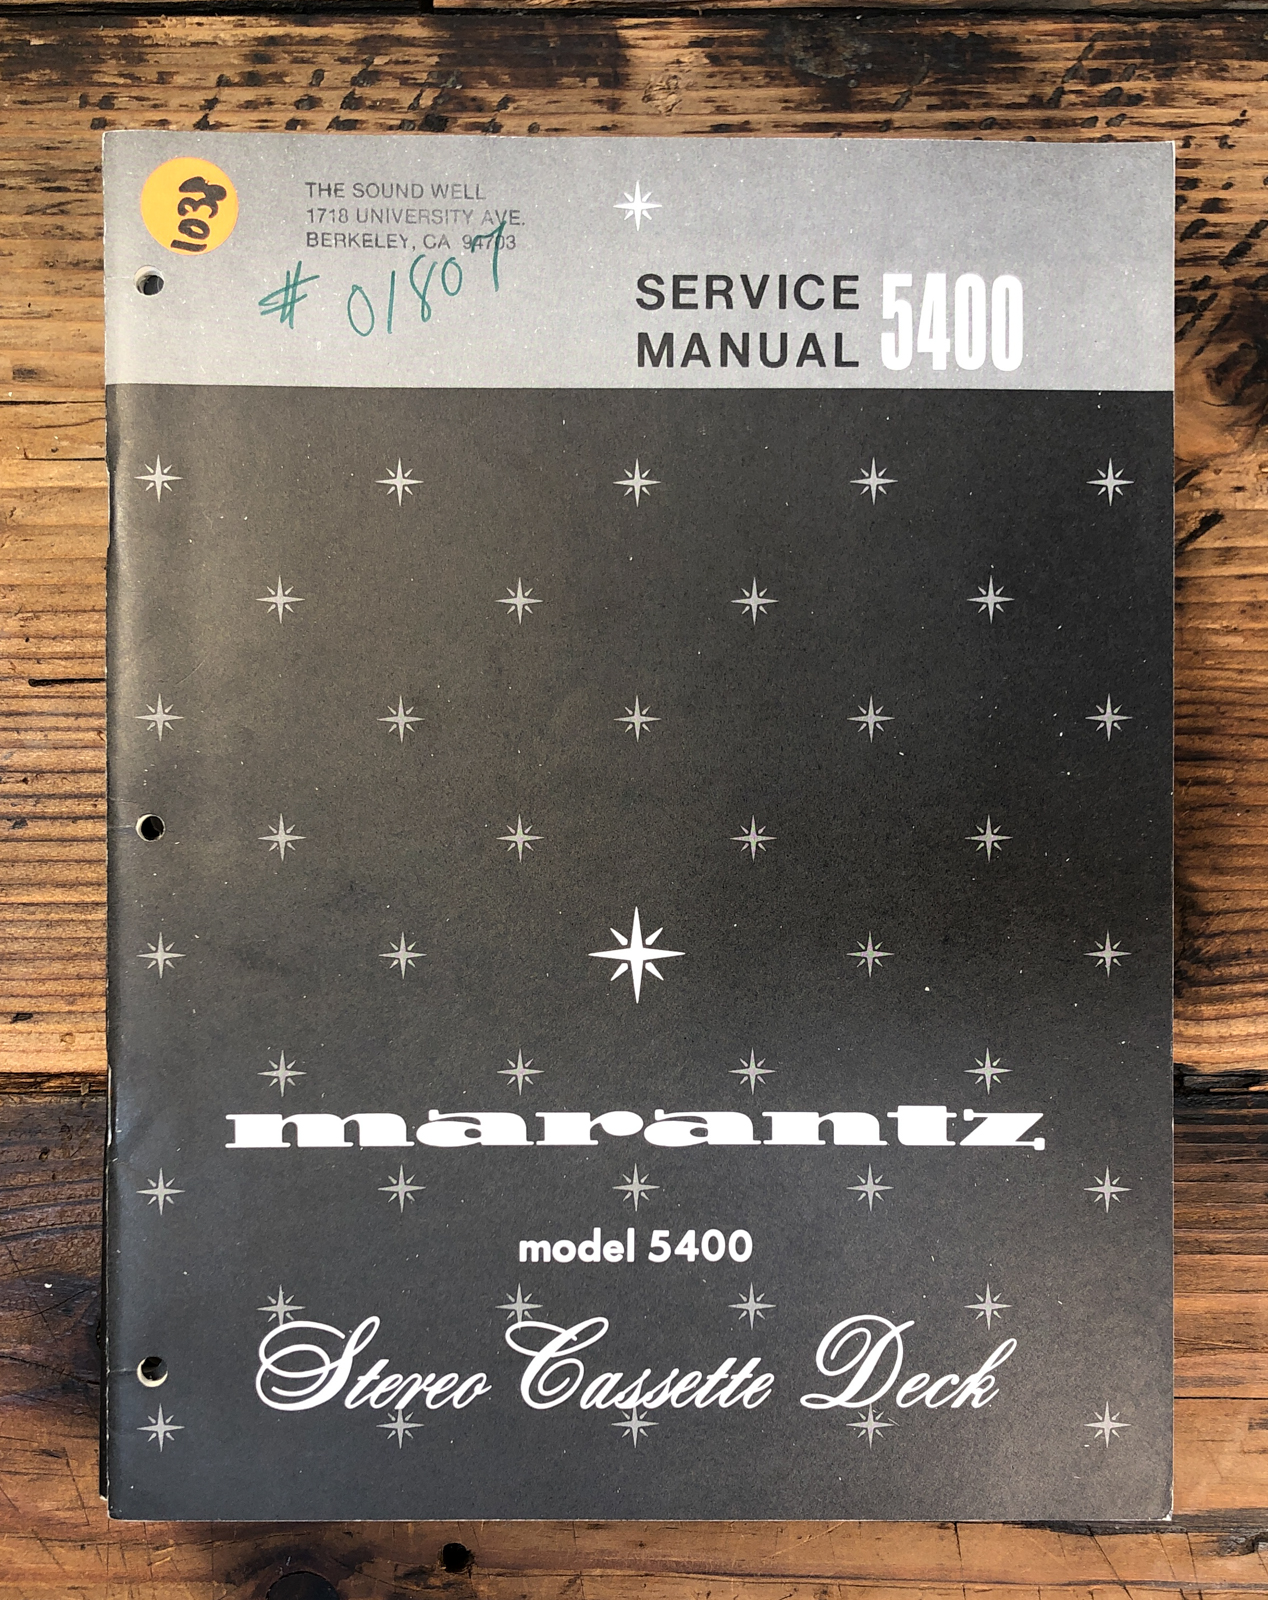 1038
THE SOUND WELL
1718 UNIVERSITY AVE.
BERKELEY, CA 94703
# 01807
SERVICE
MANUAL
5400
marantz
model 5400
Stereo Cassette Deck